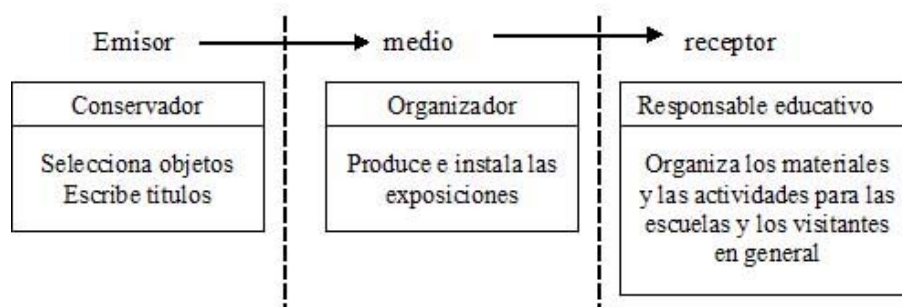 Emisor medio receptor
Conservador
Selecciona objetos
Escribe titulos
Organizador
Produce e instala las
exposiciones
Responsable educativo
Organiza los materiales
y las actividades para las
escuelas y los visitantes
en general